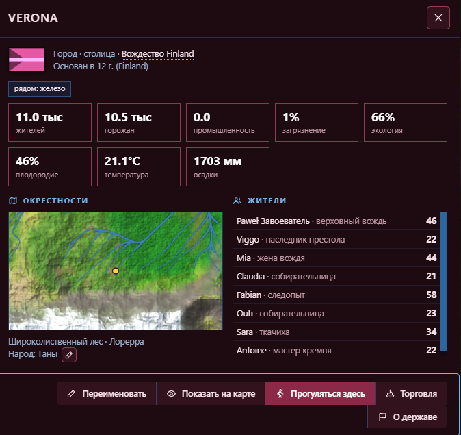 VERONA
Город · столица · Вождество Finland
Основан в 12 г. (Finland)
рядом: железо
11.0 тыс
жителей
10.5 тыс
горожан
0.0
промышленность
1%
загрязнение
66%
экология
46%
плодородие
21.1°C
температура
1703 мм
осадки
ОКРЕСТНОСТИ
Широколиственный лес · Лорерра
Народ: Таны
ЖИТЕЛИ
Paweł Завоеватель · верховный вождь 46
Viggo · наследник престола 22
Mia · жена вождя 44
Claudia · собирательница 21
Fabian · следопыт 58
Outi · собирательница 23
Sara · ткачиха 34
Antoine · мастер кремня 22
Переименовать
Показать на карте
Прогуляться здесь
Торговля
О державе